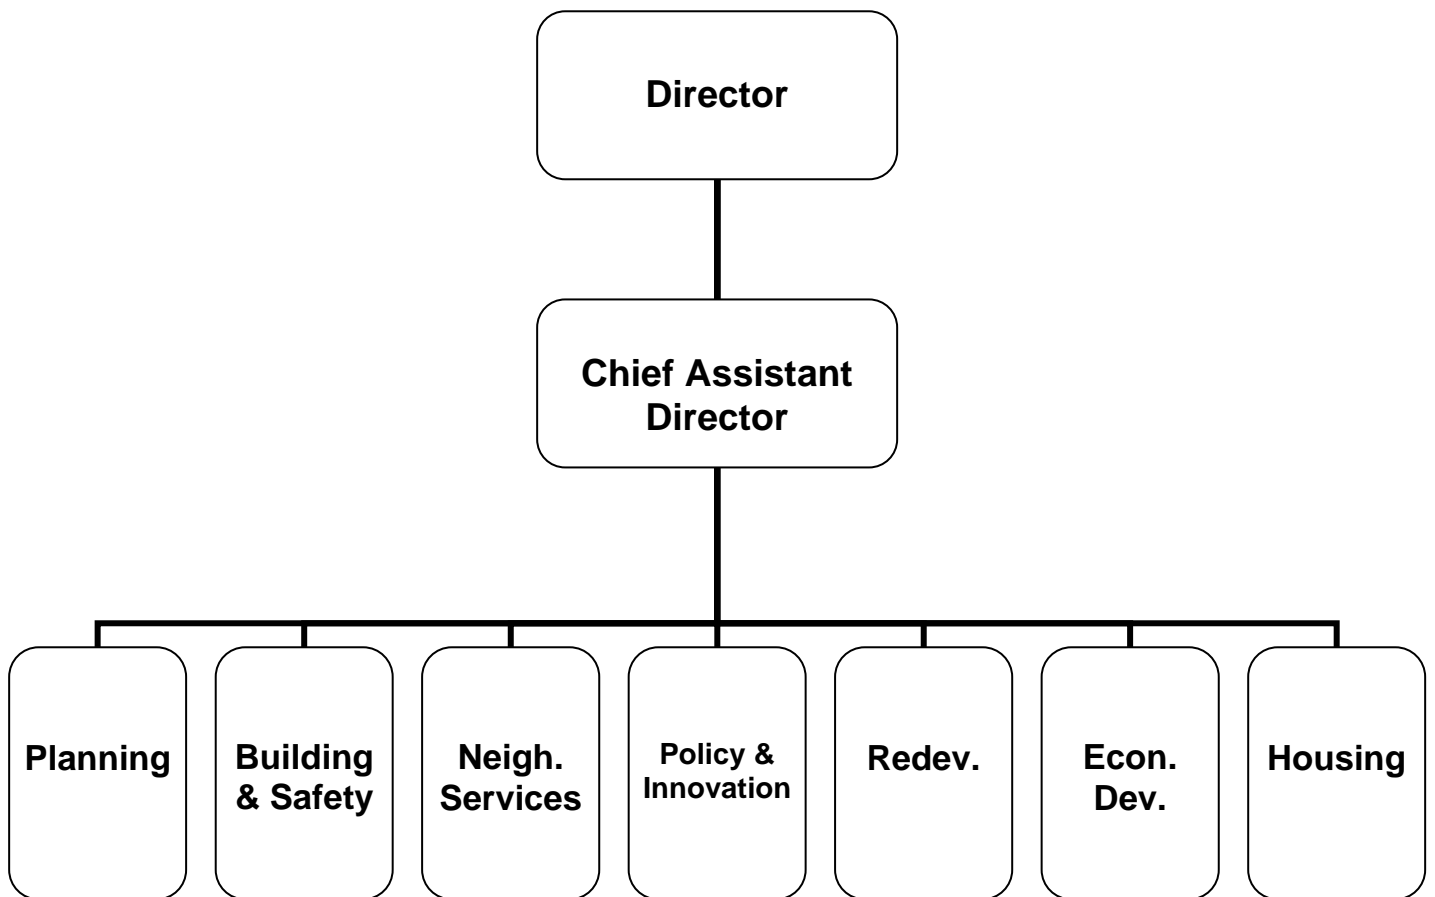 Director
Chief Assistant
Director
Planning
Building
& Safety
Neigh.
Services
Policy &
Innovation
Redev.
Econ.
Dev.
Housing